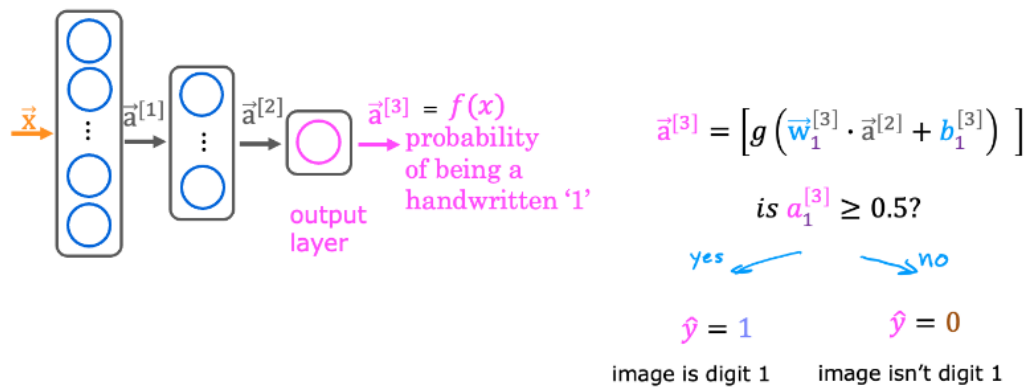 x⃗
a⃗^[1]
a⃗^[2]
a⃗^[3] = f(x)
probability
of being a
handwritten ‘1’
output
layer
a⃗^[3] = [g(w⃗₁^[3] · a⃗^[2] + b₁^[3])]
is a₁^[3] ≥ 0.5?
yes
no
ŷ = 1
ŷ = 0
image is digit 1
image isn’t digit 1